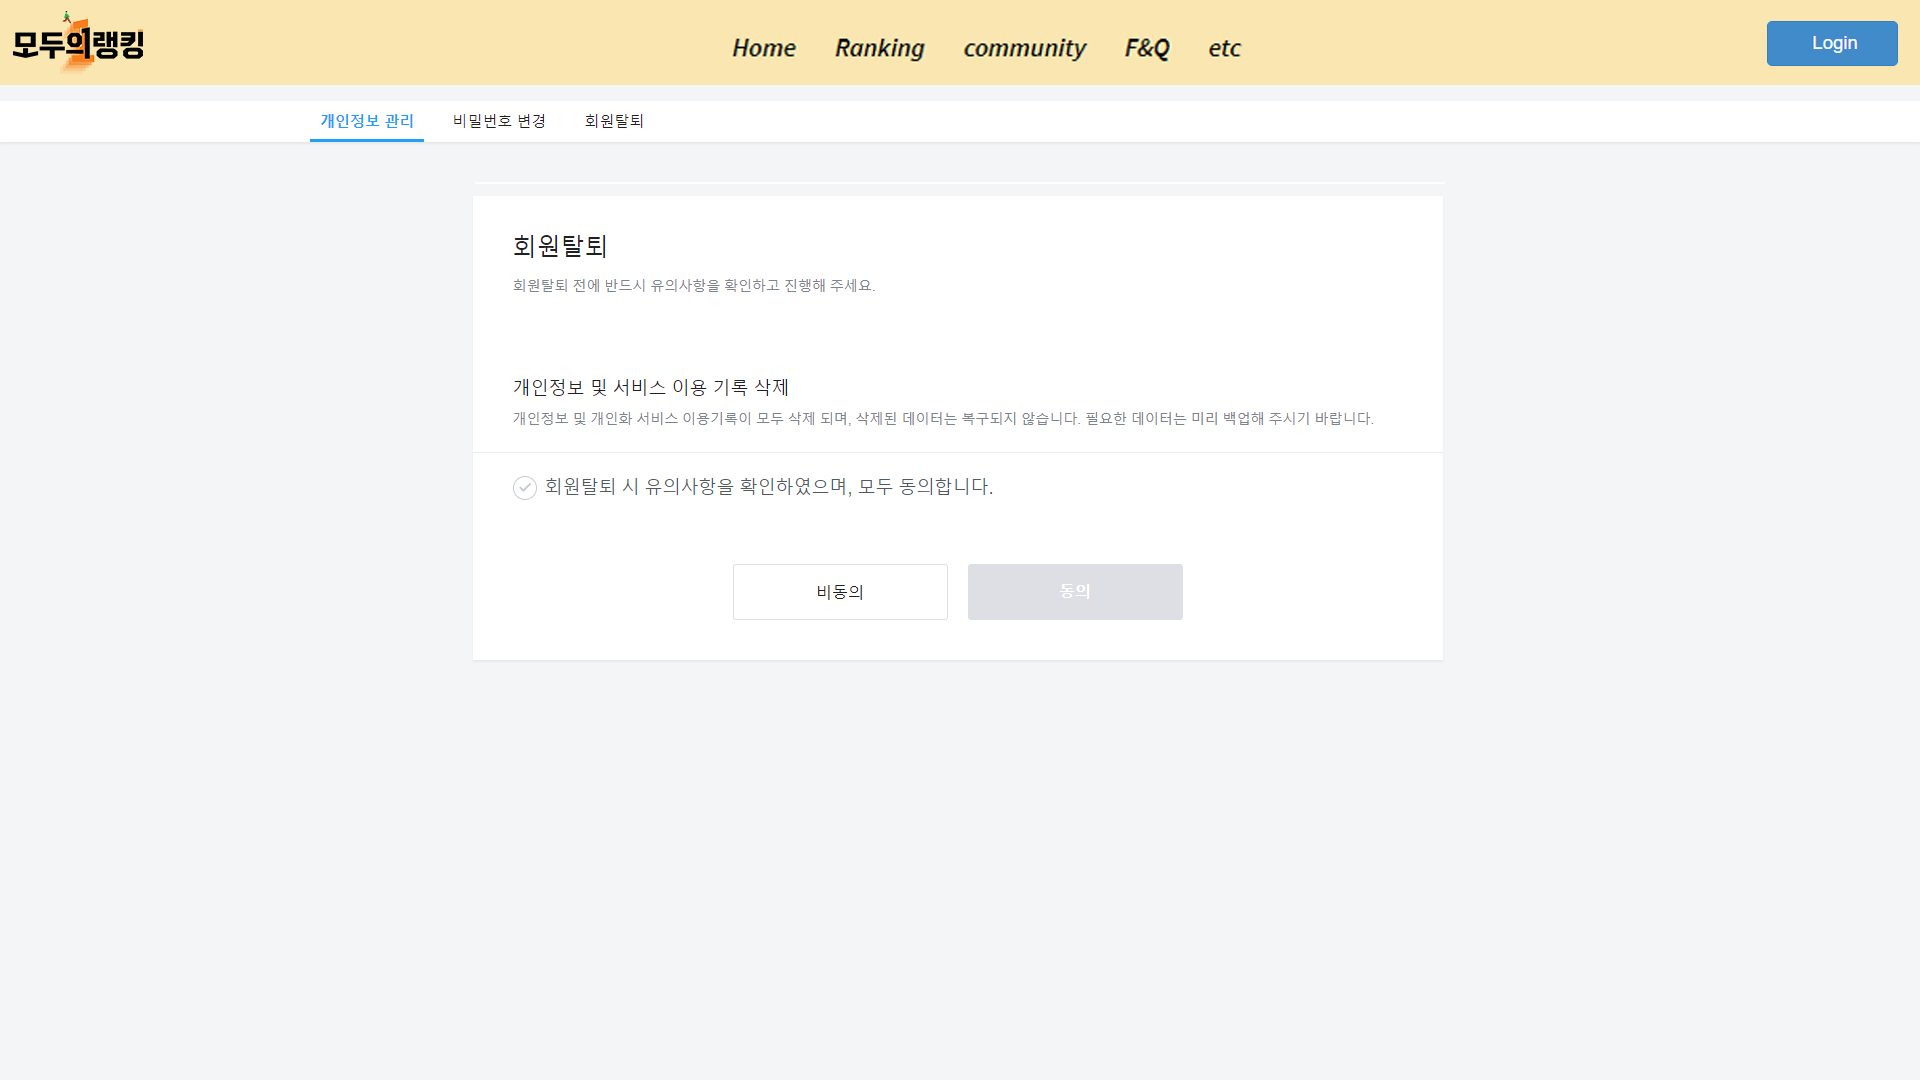 모두의랭킹
Home Ranking community F&Q etc
Login
개인정보 관리 비밀번호 변경 회원탈퇴
회원탈퇴
회원탈퇴 전에 반드시 유의사항을 확인하고 진행해 주세요.
개인정보 및 서비스 이용 기록 삭제
개인정보 및 개인화 서비스 이용기록이 모두 삭제 되며, 삭제된 데이터는 복구되지 않습니다. 필요한 데이터는 미리 백업해 주시기 바랍니다.
회원탈퇴 시 유의사항을 확인하였으며, 모두 동의합니다.
비동의 동의